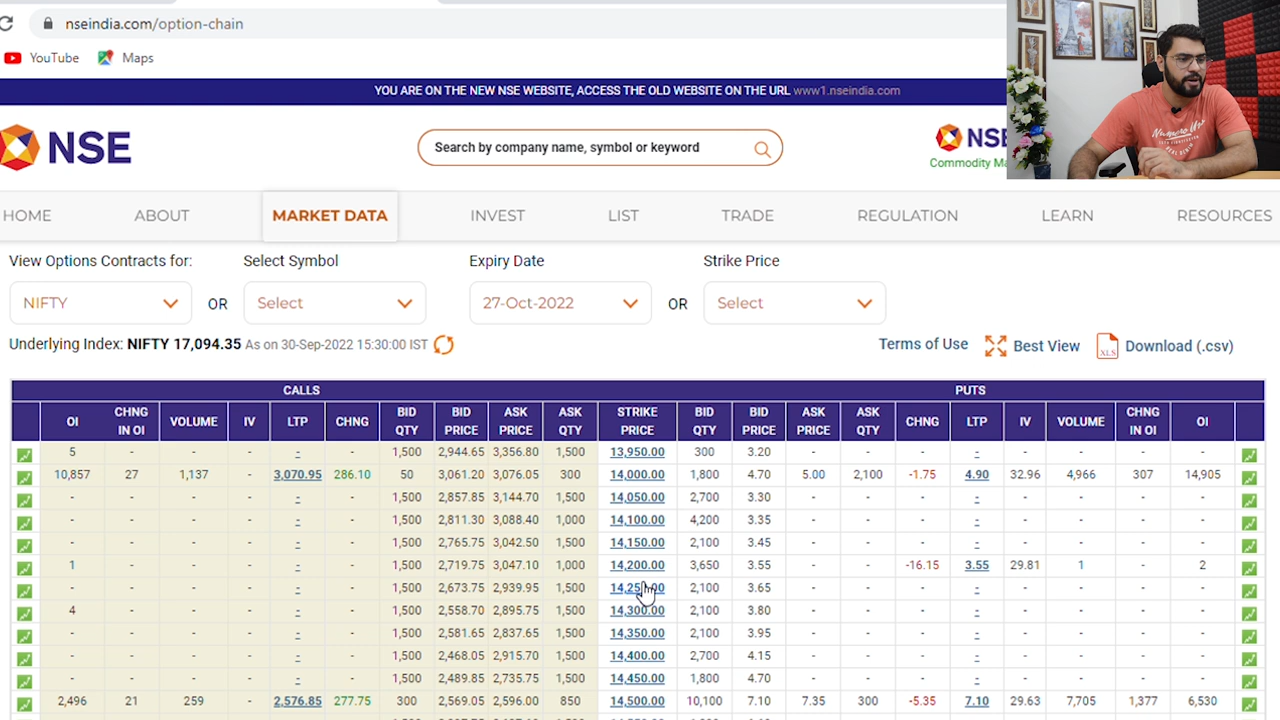 nseindia.com/option-chain
YouTube Maps
YOU ARE ON THE NEW NSE WEBSITE, ACCESS THE OLD WEBSITE ON THE URL www1.nseindia.com
NSE
Search by company name, symbol or keyword
NSE
Commodity Ma
HOME ABOUT MARKET DATA INVEST LIST TRADE REGULATION LEARN RESOURCES
View Options Contracts for: Select Symbol Expiry Date Strike Price
NIFTY OR Select 27-Oct-2022 OR Select
Underlying Index: NIFTY 17,094.35 As on 30-Sep-2022 15:30:00 IST Terms of Use Best View XLS Download (.csv)
CALLS PUTS
OI CHNG IN OI VOLUME IV LTP CHNG BID QTY BID PRICE ASK PRICE ASK QTY STRIKE PRICE BID QTY BID PRICE ASK PRICE ASK QTY CHNG LTP IV VOLUME CHNG IN OI OI
5 - - - - - 1,500 2,944.65 3,356.80 1,500 13,950.00 300 3.20 - - - - - - - -
10,857 27 1,137 - 3,070.95 286.10 50 3,061.20 3,076.05 300 14,000.00 1,800 4.70 5.00 2,100 -1.75 4.90 32.96 4,966 307 14,905
- - - - - - 1,500 2,857.85 3,144.70 1,500 14,050.00 2,700 3.30 - - - - - - - -
- - - - - - 1,500 2,811.30 3,088.40 1,000 14,100.00 4,200 3.35 - - - - - - - -
- - - - - - 1,500 2,765.75 3,042.50 1,500 14,150.00 2,100 3.45 - - - - - - - -
1 - - - - - 1,500 2,719.75 3,047.10 1,000 14,200.00 3,650 3.55 - - -16.15 3.55 29.81 1 - 2
- - - - - - 1,500 2,673.75 2,939.95 1,500 14,250.00 2,100 3.65 - - - - - - - -
4 - - - - - 1,500 2,558.70 2,895.75 1,500 14,300.00 2,100 3.80 - - - - - - - -
- - - - - - 1,500 2,581.65 2,837.65 1,500 14,350.00 2,100 3.95 - - - - - - - -
- - - - - - 1,500 2,468.05 2,915.70 1,500 14,400.00 2,700 4.15 - - - - - - - -
- - - - - - 1,500 2,489.85 2,735.75 1,500 14,450.00 1,800 4.70 - - - - - - - -
2,496 21 259 - 2,576.85 277.75 300 2,569.05 2,596.00 850 14,500.00 10,100 7.10 7.35 300 -5.35 7.10 29.63 7,705 1,377 6,530